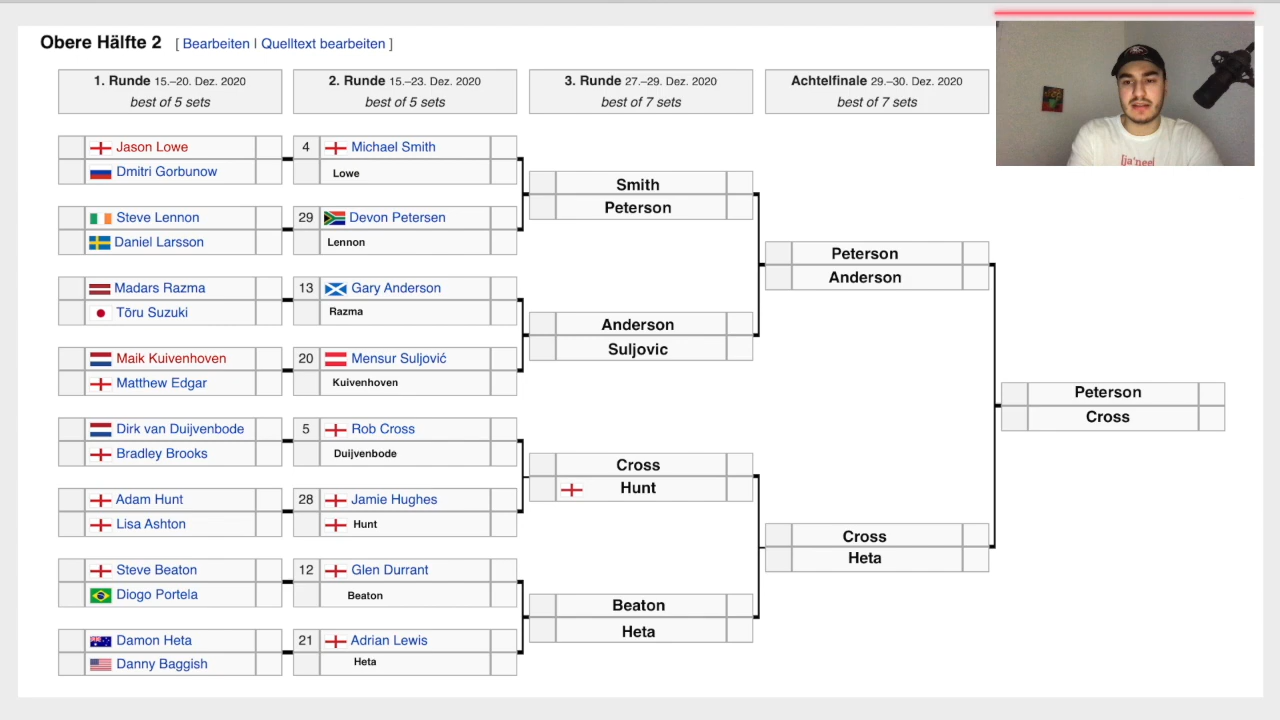 Obere Hälfte 2 [ Bearbeiten | Quelltext bearbeiten ]
1. Runde 15.–20. Dez. 2020
best of 5 sets
2. Runde 15.–23. Dez. 2020
best of 5 sets
3. Runde 27.–29. Dez. 2020
best of 7 sets
Achtelfinale 29.–30. Dez. 2020
best of 7 sets
Jason Lowe
Dmitri Gorbunow
Steve Lennon
Daniel Larsson
Madars Razma
Tōru Suzuki
Maik Kuivenhoven
Matthew Edgar
Dirk van Duijvenbode
Bradley Brooks
Adam Hunt
Lisa Ashton
Steve Beaton
Diogo Portela
Damon Heta
Danny Baggish
4 Michael Smith
Lowe
29 Devon Petersen
Lennon
13 Gary Anderson
Razma
20 Mensur Suljović
Kuivenhoven
5 Rob Cross
Duijvenbode
28 Jamie Hughes
Hunt
12 Glen Durrant
Beaton
21 Adrian Lewis
Heta
Smith
Peterson
Anderson
Suljovic
Cross
Hunt
Beaton
Heta
Peterson
Anderson
Cross
Heta
Peterson
Cross
[ja'nee]